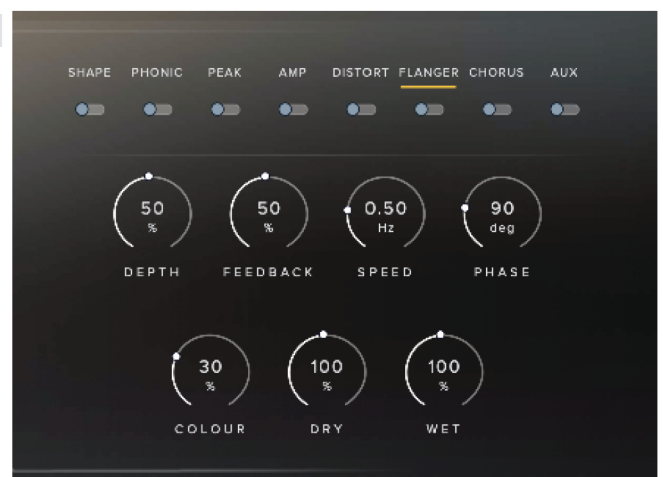 SHAPE PHONIC PEAK AMP DISTORT FLANGER CHORUS AUX
50 50 0.50 90
% % Hz deg
DEPTH FEEDBACK SPEED PHASE
30 100 100
% % %
COLOUR DRY WET